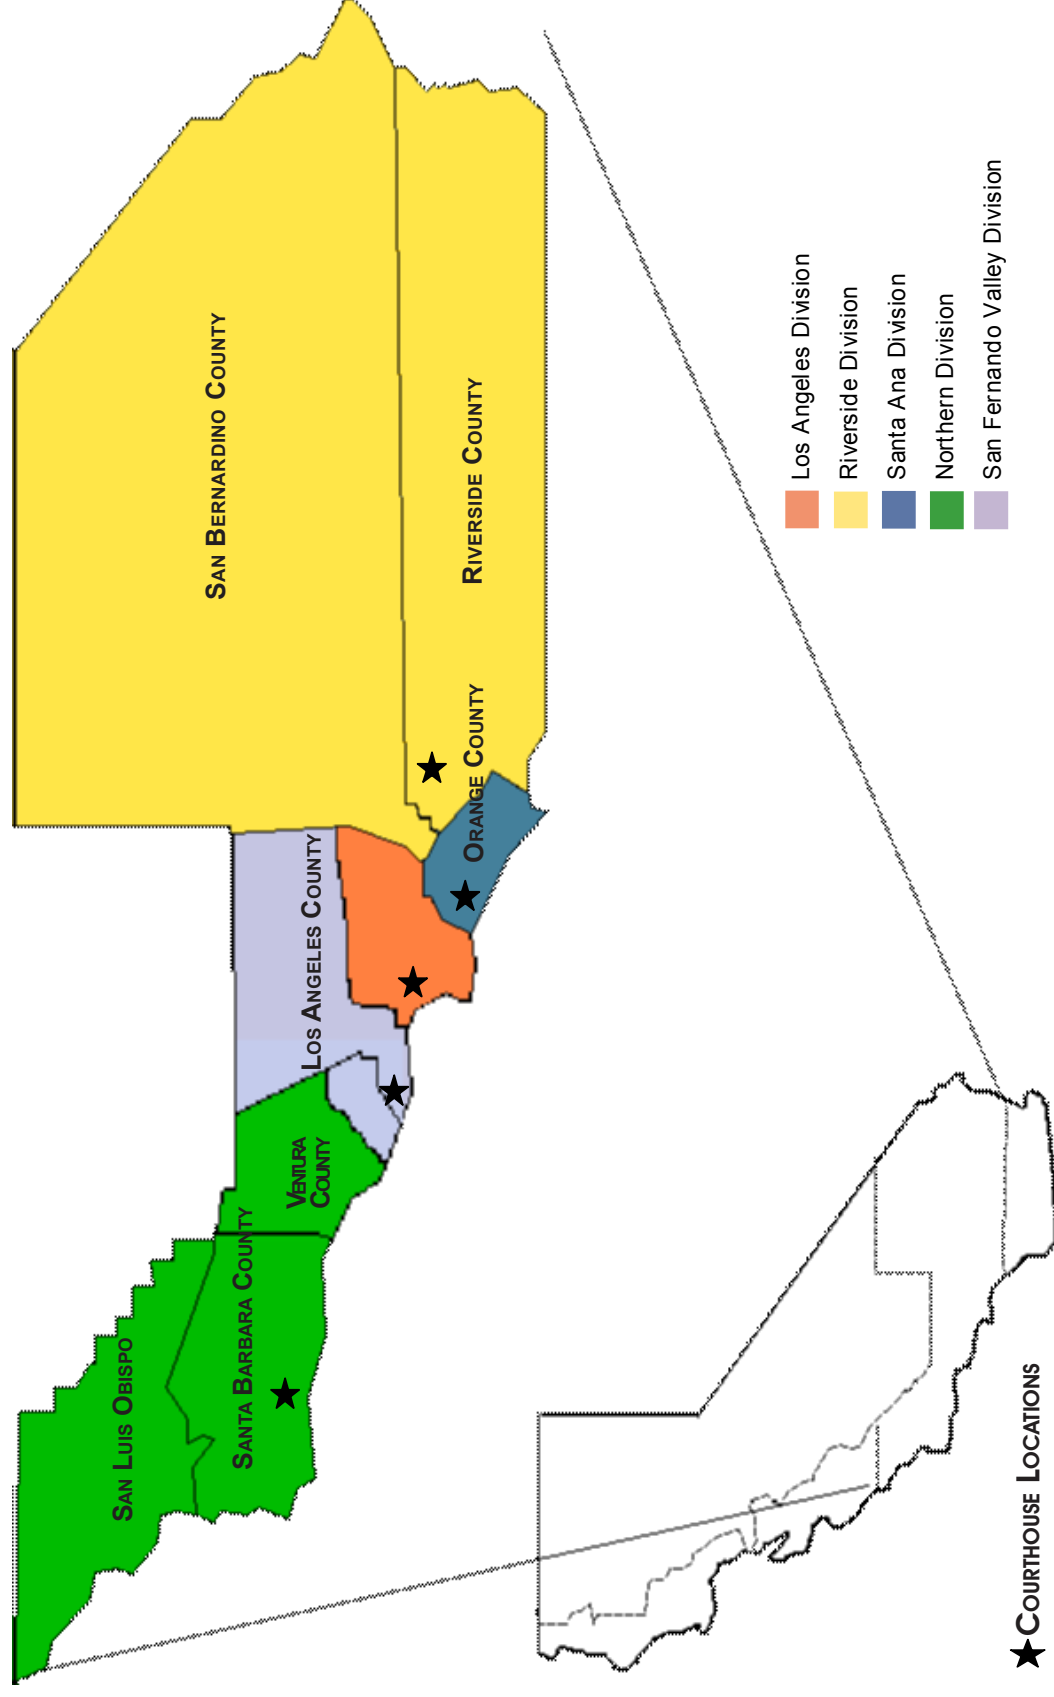 SAN LUIS OBISPO
SANTA BARBARA COUNTY
VENTURA
COUNTY
LOS ANGELES COUNTY
SAN BERNARDINO COUNTY
RIVERSIDE COUNTY
ORANGE COUNTY
Los Angeles Division
Riverside Division
Santa Ana Division
Northern Division
San Fernando Valley Division
COURTHOUSE LOCATIONS